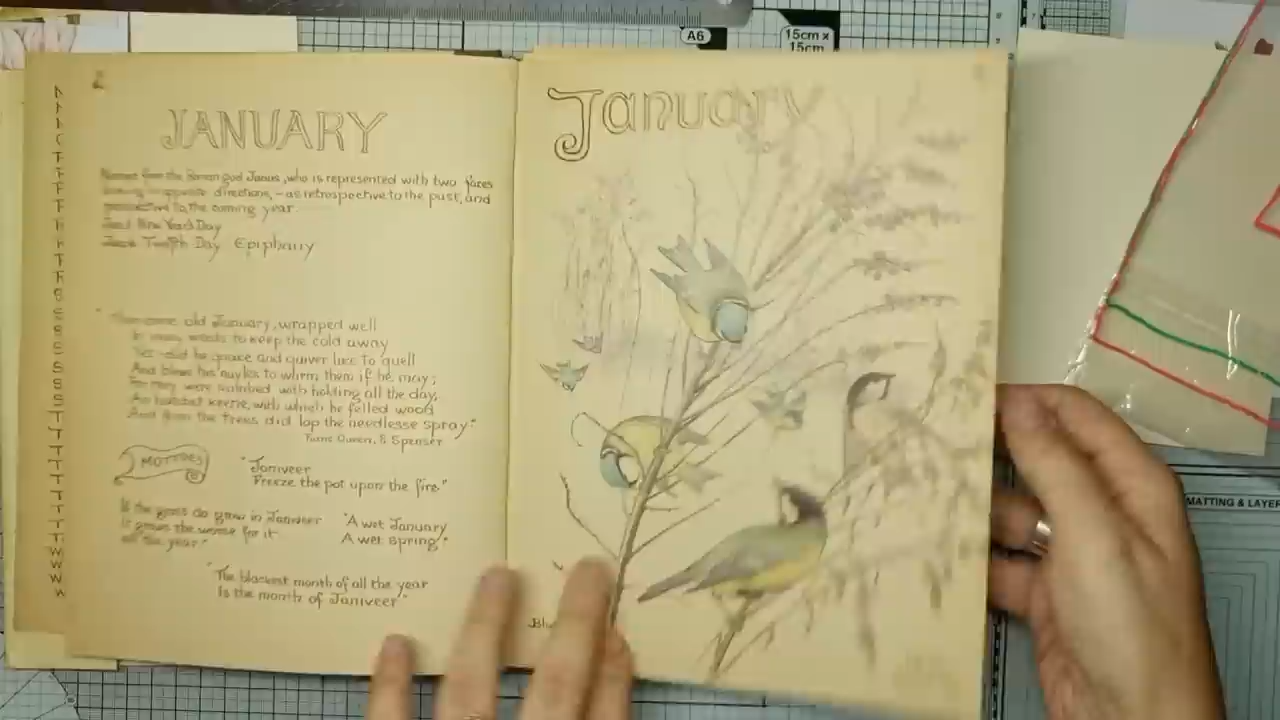 A6
15cm x
15cm
JANUARY
Named from the Roman god Janus, who is represented with two faces
looking in opposite directions, – as retrospective to the past, and
prospective to the coming year.
New Year's Day
Twelfth Day Epiphany
old January, wrapped well
In many weeds to keep the cold away
Yet did he quake and quiver like to quell
And blowe his nayles to warm them if he may;
For they were numbed with holding all the day,
An hatchet keene, with which he felled wood
And from the trees did lop the needlesse spray."
Queen, E Spenser
MOTTOES
"Janiveer
Freeze the pot upon the fire."
If the grass do grow in Janiveer
It grows the worse for it
all the year."
"A wet January
A wet spring."
"The blackest month of all the year
Is the month of Janiveer"
January
MATTING & LAYER